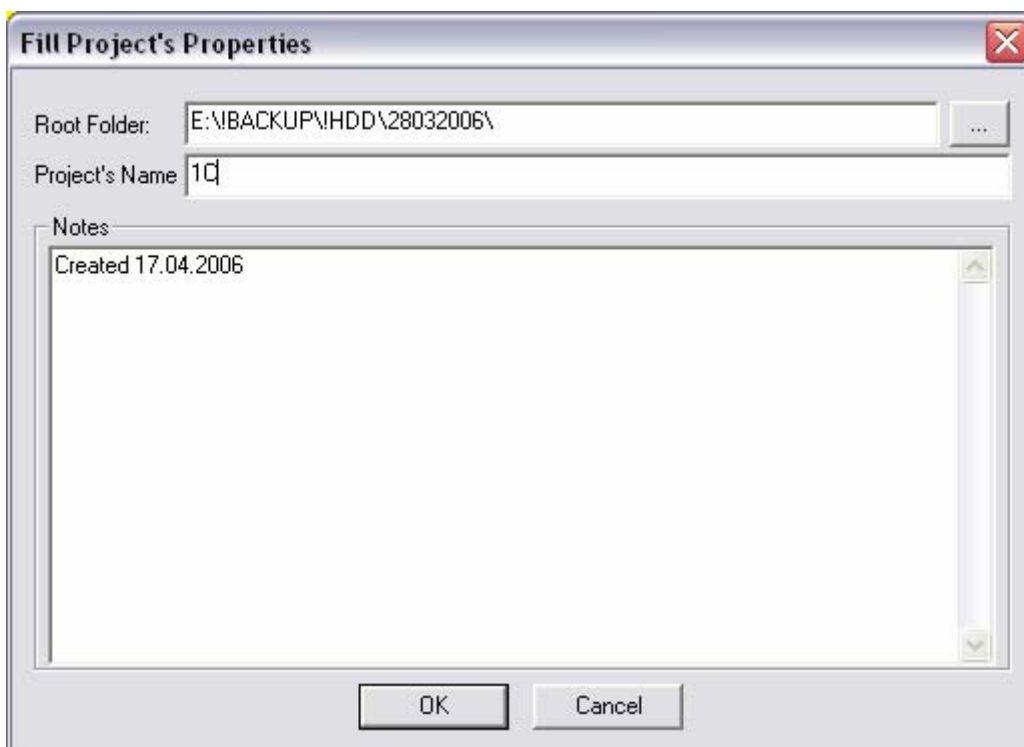 Fill Project's Properties
Root Folder: E:\!BACKUP\!HDD\28032006\ ...
Project's Name 1C
Notes
Created 17.04.2006
OK Cancel